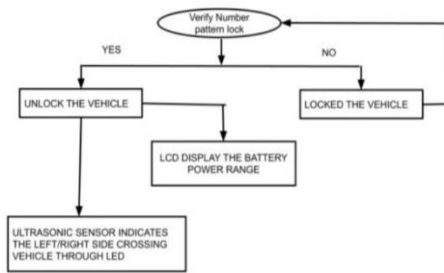 Verify Number
pattern lock
YES
NO
UNLOCK THE VEHICLE
LOCKED THE VEHICLE
LCD DISPLAY THE BATTERY
POWER RANGE
ULTRASONIC SENSOR INDICATES
THE LEFT/RIGHT SIDE CROSSING
VEHICLE THROUGH LED